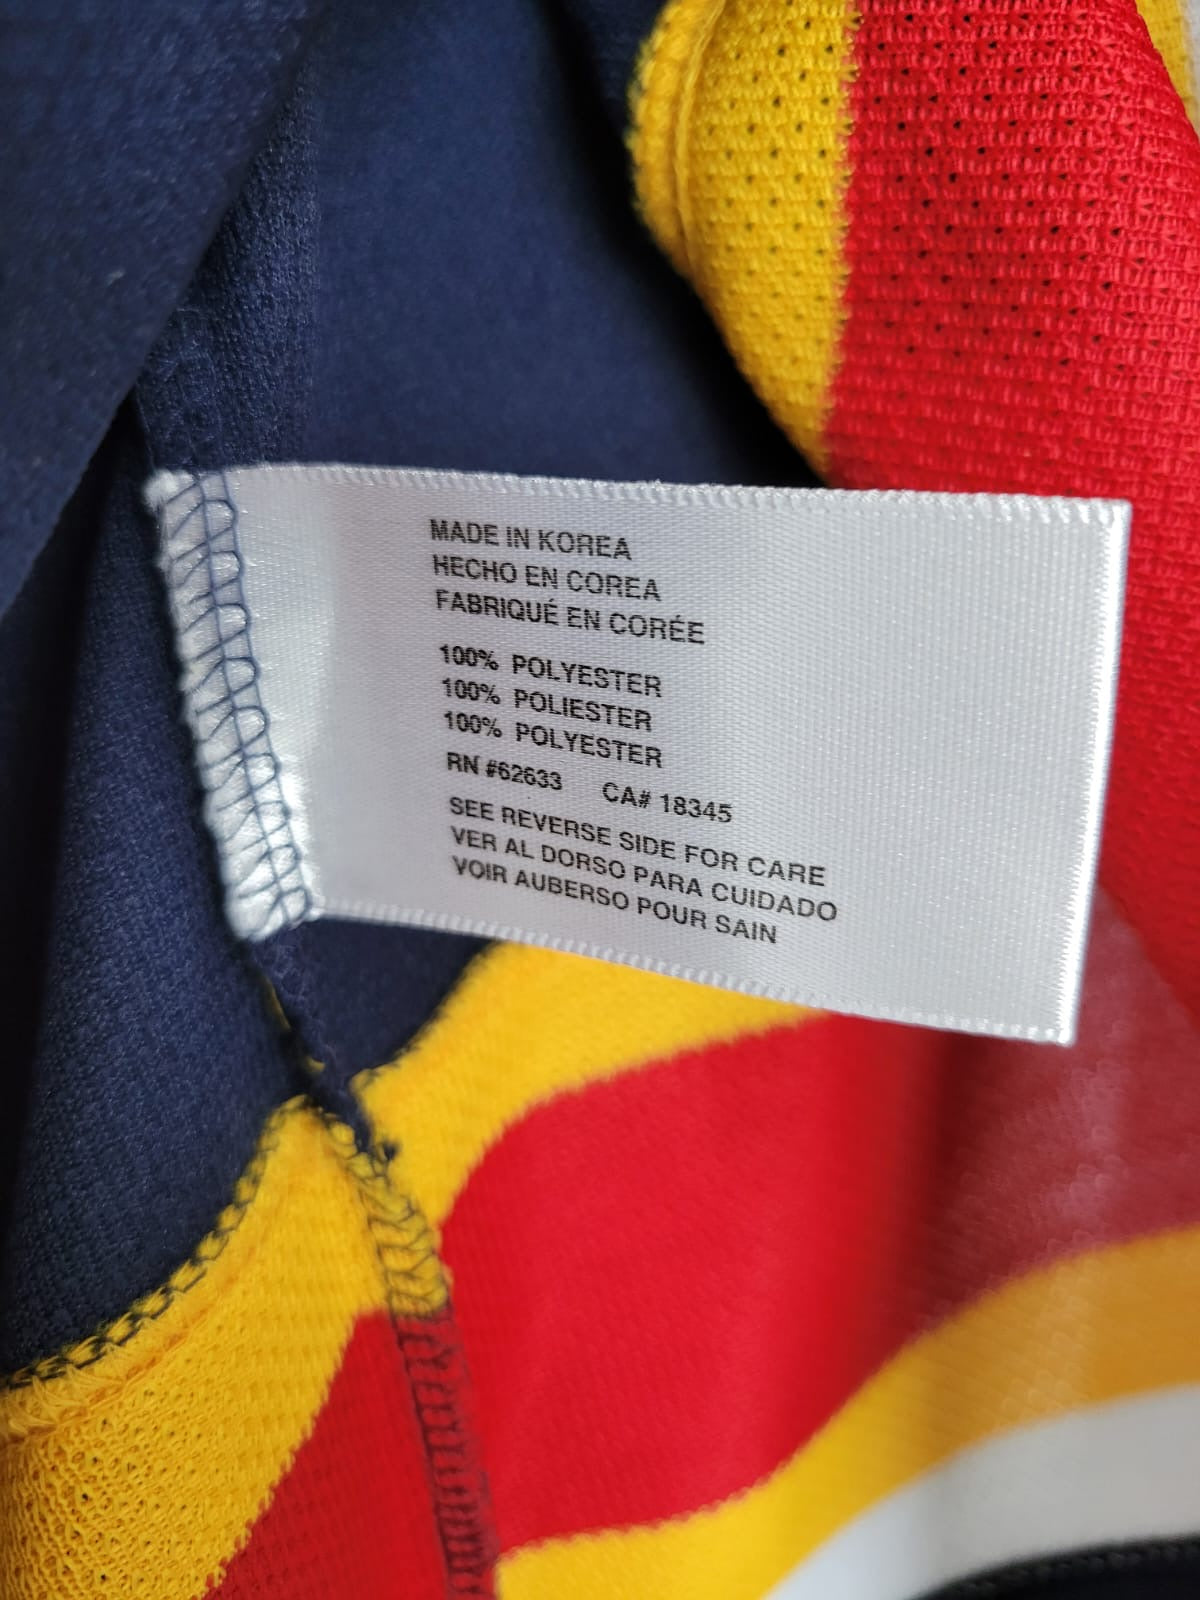 MADE IN KOREA
HECHO EN COREA
FABRIQUÉ EN CORÉE
100% POLYESTER
100% POLIESTER
100% POLYESTER
RN #62633 CA# 18345
SEE REVERSE SIDE FOR CARE
VER AL DORSO PARA CUIDADO
VOIR AUBERSO POUR SAIN